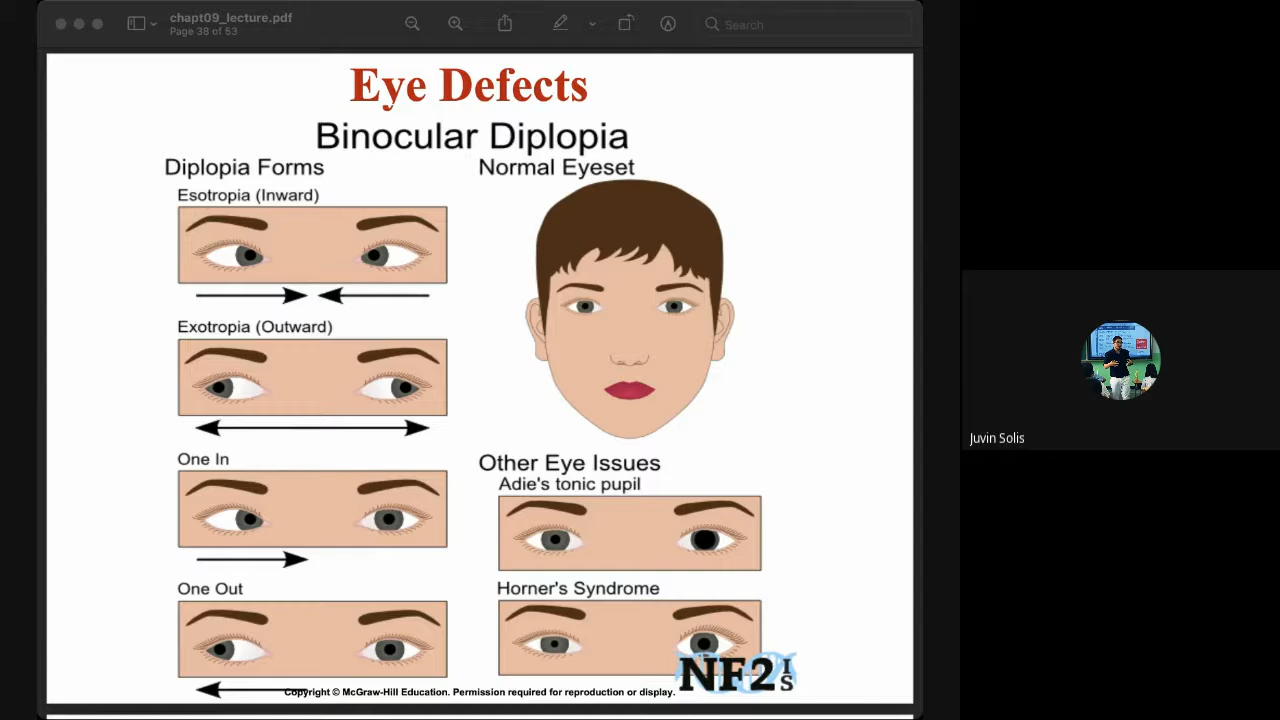 chapt09_lecture.pdf
Page 38 of 53
Search
Eye Defects
Binocular Diplopia
Diplopia Forms
Normal Eyeset
Esotropia (Inward)
Exotropia (Outward)
One In
Other Eye Issues
Adie's tonic pupil
One Out
Horner's Syndrome
NF2IS
Copyright © McGraw-Hill Education. Permission required for reproduction or display.
Juvin Solis